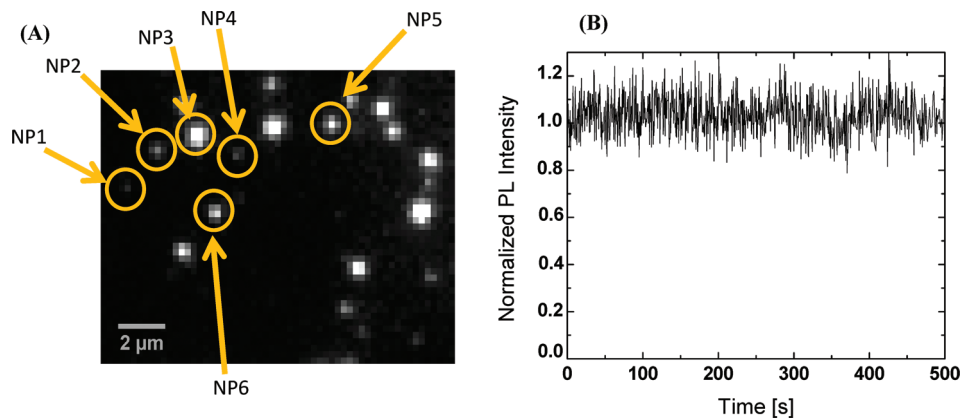 (A)
NP1
NP2
NP3
NP4
NP5
NP6
2 µm
(B)
Normalized PL Intensity
1.2
1.0
0.8
0.6
0.4
0.2
0.0
0 100 200 300 400 500
Time [s]